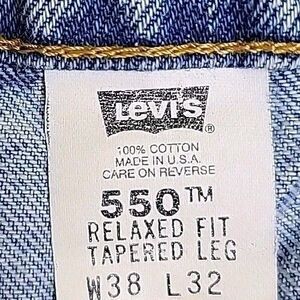 Levi's ®
100% COTTON
MADE IN U.S.A.
CARE ON REVERSE
550™
RELAXED FIT
TAPERED LEG
W38 L32